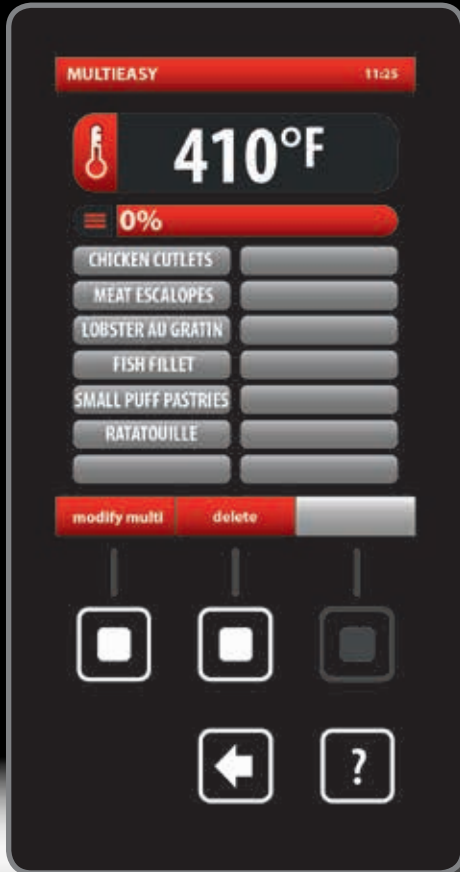 MULTIEASY 11:25
410°F
0%
CHICKEN CUTLETS
MEAT ESCALOPES
LOBSTER AU GRATIN
FISH FILLET
SMALL PUFF PASTRIES
RATATOUILLE
modify multi delete
?